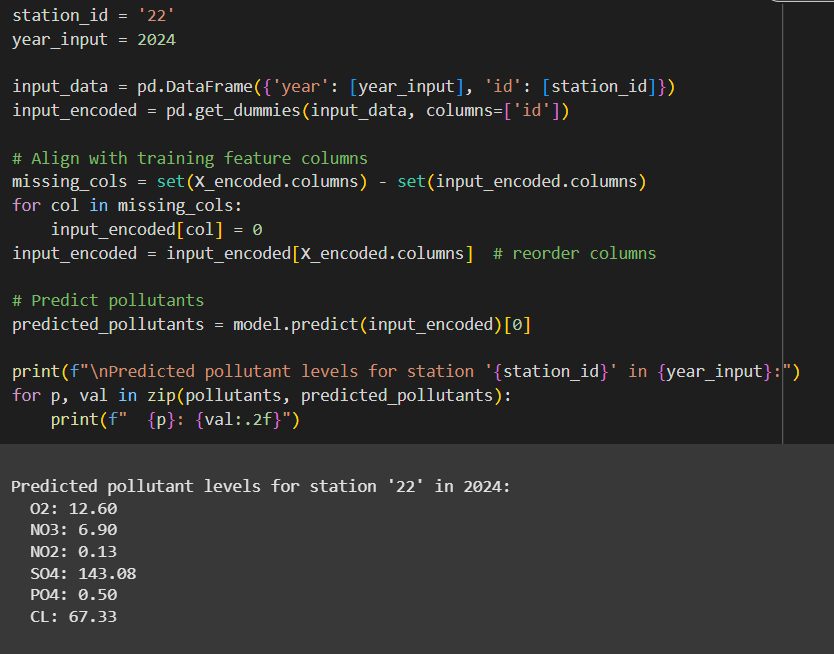 station_id = '22'
year_input = 2024
input_data = pd.DataFrame({'year': [year_input], 'id': [station_id]})
input_encoded = pd.get_dummies(input_data, columns=['id'])
# Align with training feature columns
missing_cols = set(X_encoded.columns) - set(input_encoded.columns)
for col in missing_cols:
    input_encoded[col] = 0
input_encoded = input_encoded[X_encoded.columns]  # reorder columns
# Predict pollutants
predicted_pollutants = model.predict(input_encoded)[0]
print(f"\nPredicted pollutant levels for station '{station_id}' in {year_input}:")
for p, val in zip(pollutants, predicted_pollutants):
    print(f"  {p}: {val:.2f}")
Predicted pollutant levels for station '22' in 2024:
  O2: 12.60
  NO3: 6.90
  NO2: 0.13
  SO4: 143.08
  PO4: 0.50
  CL: 67.33